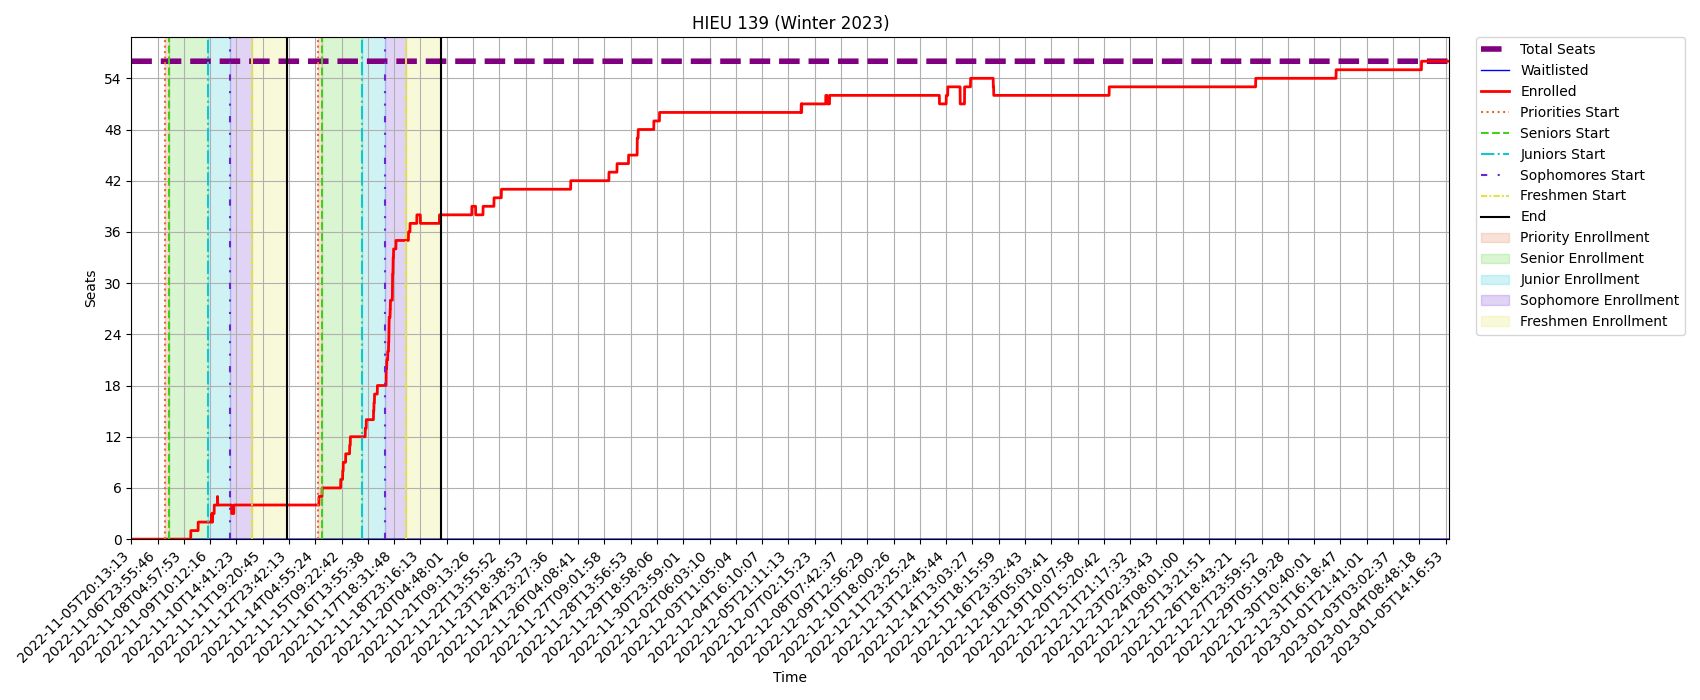 HIEU 139 (Winter 2023)
Total Seats
Waitlisted
Enrolled
Priorities Start
Seniors Start
Juniors Start
Sophomores Start
Freshmen Start
End
Priority Enrollment
Senior Enrollment
Junior Enrollment
Sophomore Enrollment
Freshmen Enrollment
Seats
54
48
42
36
30
24
18
12
6
0
2022-11-05T20:13:13
2022-11-06T23:55:46
2022-11-08T04:57:53
2022-11-09T10:12:16
2022-11-10T14:41:23
2022-11-11T19:20:45
2022-11-12T23:42:13
2022-11-14T04:55:24
2022-11-15T09:22:42
2022-11-16T13:55:38
2022-11-17T18:31:48
2022-11-18T23:16:13
2022-11-20T04:48:01
2022-11-21T09:13:26
2022-11-22T13:55:52
2022-11-23T18:38:53
2022-11-24T23:27:36
2022-11-26T04:08:41
2022-11-27T09:01:58
2022-11-28T13:56:53
2022-11-29T18:58:06
2022-11-30T23:59:01
2022-12-02T06:03:10
2022-12-03T11:05:04
2022-12-04T16:10:07
2022-12-05T21:11:13
2022-12-07T02:15:23
2022-12-08T07:42:37
2022-12-09T12:56:29
2022-12-10T18:00:26
2022-12-11T23:25:24
2022-12-13T12:45:44
2022-12-14T13:03:27
2022-12-15T18:15:59
2022-12-16T23:32:43
2022-12-18T05:03:41
2022-12-19T10:07:58
2022-12-20T15:20:42
2022-12-21T21:17:32
2022-12-23T02:33:43
2022-12-24T08:01:00
2022-12-25T13:21:51
2022-12-26T18:43:21
2022-12-27T23:59:52
2022-12-29T05:19:28
2022-12-30T10:40:01
2022-12-31T16:18:47
2023-01-01T21:41:01
2023-01-03T03:02:37
2023-01-04T08:48:18
2023-01-05T14:16:53
Time